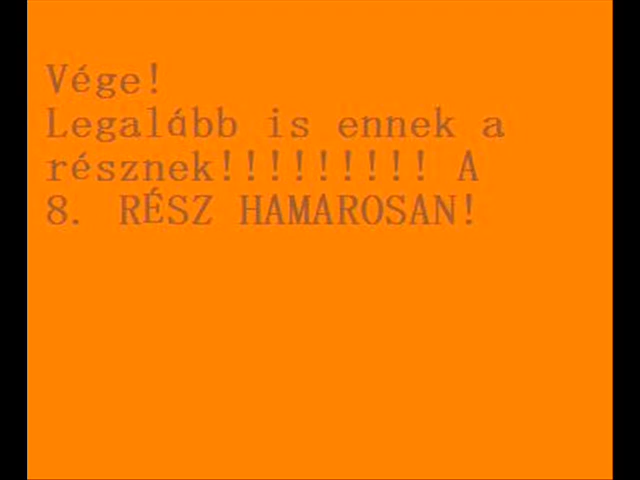 Vége!
Legalább is ennek a
résznek!!!!!!!!! A
8. RÉSZ HAMAROSAN!